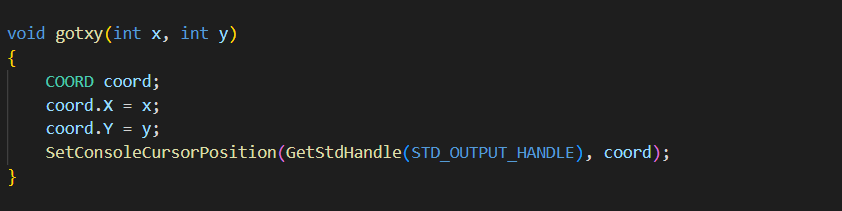 void gotxy(int x, int y)
{
    COORD coord;
    coord.X = x;
    coord.Y = y;
    SetConsoleCursorPosition(GetStdHandle(STD_OUTPUT_HANDLE), coord);
}